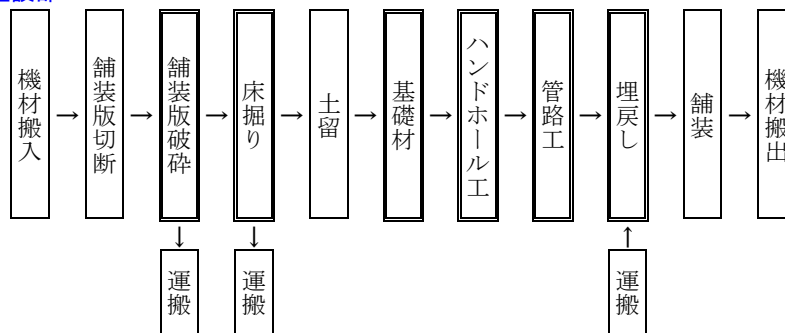 機材搬入
→
舗装版切断
→
舗装版破砕
→
床掘り
→
土留
→
基礎材
→
ハンドホール工
→
管路工
→
埋戻し
→
舗装
→
機材搬出
↓
運搬
↓
運搬
↑
運搬